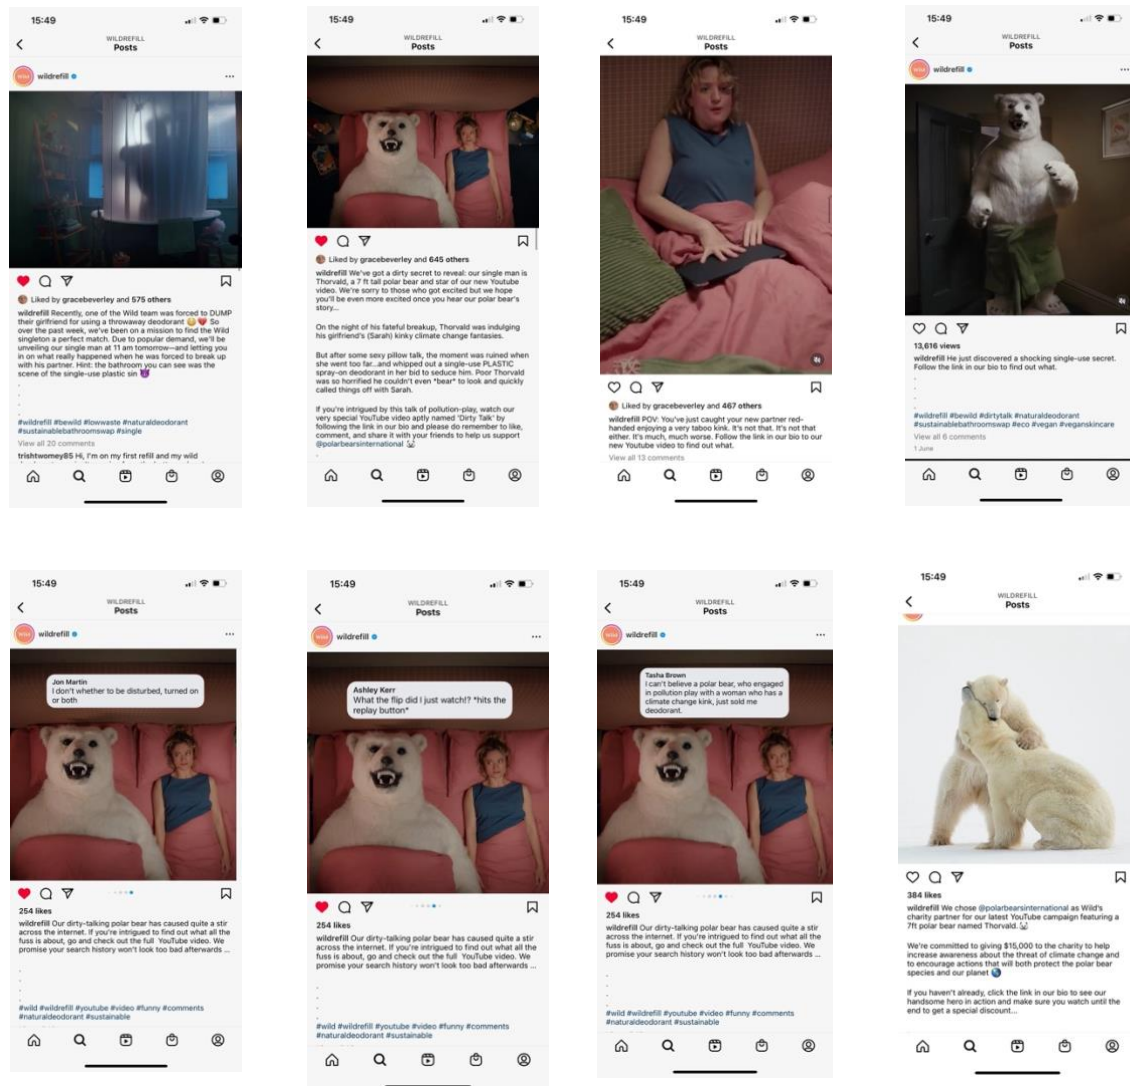 15:49
WILDREFILL
Posts
wildrefill
Liked by gracebeverley and 575 others
wildrefill Recently, one of the Wild team was forced to DUMP
their girlfriend for using a throwaway deodorant 😳 💔 So
over the past week, we've been on a mission to find the Wild
singleton a perfect match. Due to popular demand, we'll be
unveiling our single man at 11 am tomorrow—and letting you
in on what really happened when he was forced to break up
with his partner. Hint: the bathroom you can see was the
scene of the single-use plastic sin 😈
.
.
.
.
.
#wildrefill #bewild #lowwaste #naturaldeodorant
#sustainablebathroomswap #single
View all 20 comments
trishtwomey85 Hi, I'm on my first refill and my wild
15:49
WILDREFILL
Posts
Liked by gracebeverley and 645 others
wildrefill We've got a dirty secret to reveal: our single man is
Thorvald, a 7 ft tall polar bear and star of our new Youtube
video. We're sorry to those who got excited but we hope
you'll be even more excited once you hear our polar bear's
story...
On the night of his fateful breakup, Thorvald was indulging
his girlfriend's (Sarah) kinky climate change fantasies.
But after some sexy pillow talk, the moment was ruined when
she went too far...and whipped out a single-use PLASTIC
spray-on deodorant in her bid to seduce him. Poor Thorvald
was so horrified he couldn't even *bear* to look and quickly
called things off with Sarah.
If you're intrigued by this talk of pollution-play, watch our
very special YouTube video aptly named 'Dirty Talk' by
following the link in our bio and please do remember to like,
comment, and share it with your friends to help us support
@polarbearsinternational 🐻‍❄️
.
15:49
WILDREFILL
Posts
Liked by gracebeverley and 467 others
wildrefill POV: You've just caught your new partner red-
handed enjoying a very taboo kink. It's not that. It's not that
either. It's much, much worse. Follow the link in our bio to our
new Youtube video to find out what.
View all 13 comments
15:49
WILDREFILL
Posts
wildrefill
13,616 views
wildrefill He just discovered a shocking single-use secret.
Follow the link in our bio to find out what.
.
.
.
.
.
#wildrefill #bewild #dirtytalk #naturaldeodorant
#sustainablebathroomswap #eco #vegan #veganskincare
View all 6 comments
1 June
15:49
WILDREFILL
Posts
wildrefill
Jon Martin
I don't whether to be disturbed, turned on
or both
254 likes
wildrefill Our dirty-talking polar bear has caused quite a stir
across the internet. If you're intrigued to find out what all the
fuss is about, go and check out the full YouTube video. We
promise your search history won't look too bad afterwards ...
.
.
.
.
#wild #wildrefill #youtube #video #funny #comments
#naturaldeodorant #sustainable
15:49
WILDREFILL
Posts
wildrefill
Ashley Kerr
What the flip did I just watch!? *hits the
replay button*
254 likes
wildrefill Our dirty-talking polar bear has caused quite a stir
across the internet. If you're intrigued to find out what all the
fuss is about, go and check out the full YouTube video. We
promise your search history won't look too bad afterwards ...
.
.
.
.
#wild #wildrefill #youtube #video #funny #comments
#naturaldeodorant #sustainable
15:49
WILDREFILL
Posts
wildrefill
Tasha Brown
I can't believe a polar bear, who engaged
in pollution play with a woman who has a
climate change kink, just sold me
deodorant.
254 likes
wildrefill Our dirty-talking polar bear has caused quite a stir
across the internet. If you're intrigued to find out what all the
fuss is about, go and check out the full YouTube video. We
promise your search history won't look too bad afterwards ...
.
.
.
.
#wild #wildrefill #youtube #video #funny #comments
#naturaldeodorant #sustainable
15:49
WILDREFILL
Posts
384 likes
wildrefill We chose @polarbearsinternational as Wild's
charity partner for our latest YouTube campaign featuring a
7ft polar bear named Thorvald. 🐻‍❄️
We're committed to giving $15,000 to the charity to help
increase awareness about the threat of climate change and
to encourage actions that will both protect the polar bear
species and our planet 🌎
If you haven't already, click the link in our bio to see our
handsome hero in action and make sure you watch until the
end to get a special discount...